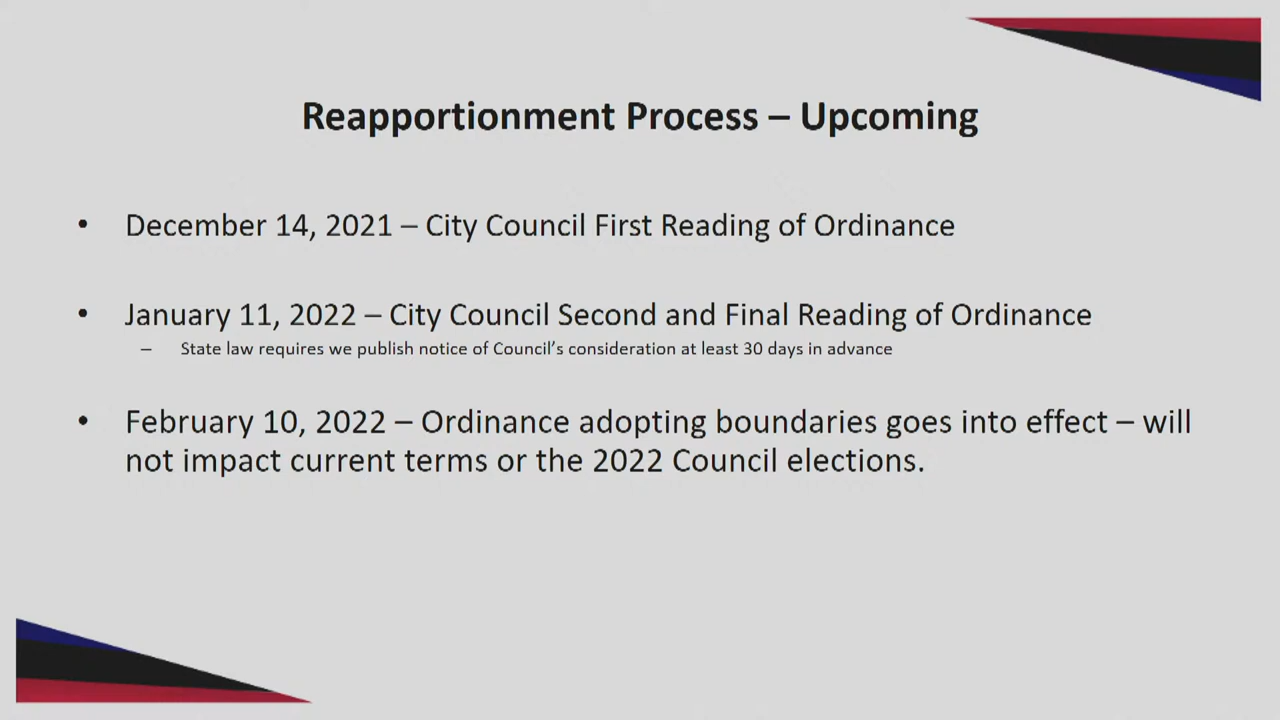 Reapportionment Process – Upcoming
• December 14, 2021 – City Council First Reading of Ordinance
• January 11, 2022 – City Council Second and Final Reading of Ordinance
– State law requires we publish notice of Council's consideration at least 30 days in advance
• February 10, 2022 – Ordinance adopting boundaries goes into effect – will
not impact current terms or the 2022 Council elections.